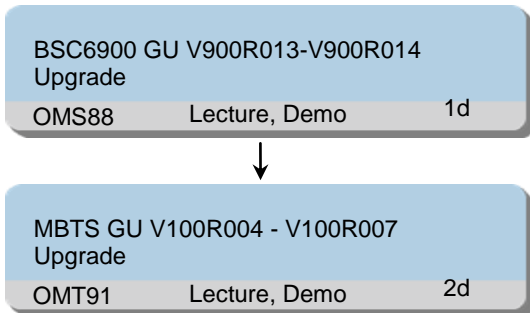 BSC6900 GU V900R013-V900R014
Upgrade
OMS88 Lecture, Demo 1d
MBTS GU V100R004 - V100R007
Upgrade
OMT91 Lecture, Demo 2d